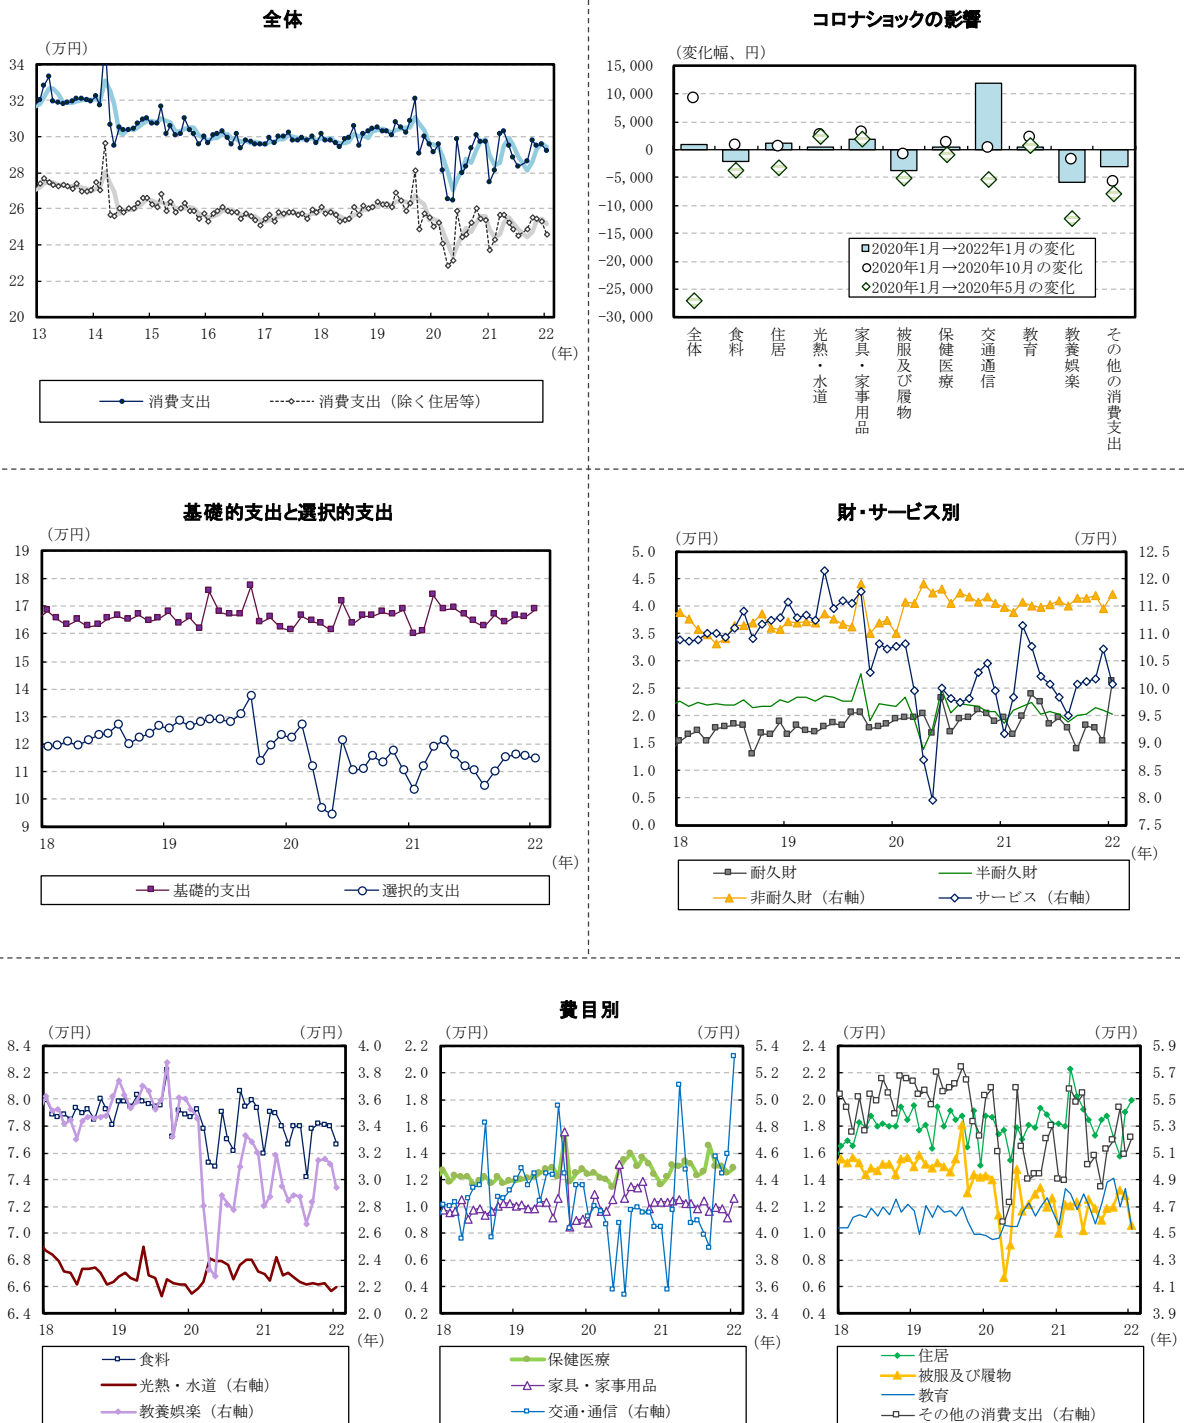 全体
（万円）
34
32
30
28
26
24
22
20
13 14 15 16 17 18 19 20 21 22
（年）
消費支出
消費支出（除く住居等）
コロナショックの影響
（変化幅、円）
15,000
10,000
5,000
0
-5,000
-10,000
-15,000
-20,000
-25,000
-30,000
2020年1月→2022年1月の変化
2020年1月→2020年10月の変化
2020年1月→2020年5月の変化
全体
食料
住居
光熱・水道
家具・家事用品
被服及び履物
保健医療
交通通信
教育
教養娯楽
その他の消費支出
基礎的支出と選択的支出
（万円）
19
18
17
16
15
14
13
12
11
10
9
18 19 20 21 22
（年）
基礎的支出
選択的支出
財・サービス別
（万円）
（万円）
5.0
4.5
4.0
3.5
3.0
2.5
2.0
1.5
1.0
0.5
0.0
12.5
12.0
11.5
11.0
10.5
10.0
9.5
9.0
8.5
8.0
7.5
18 19 20 21 22
（年）
耐久財
半耐久財
非耐久財（右軸）
サービス（右軸）
費目別
（万円）
（万円）
8.4
8.2
8.0
7.8
7.6
7.4
7.2
7.0
6.8
6.6
6.4
4.0
3.8
3.6
3.4
3.2
3.0
2.8
2.6
2.4
2.2
2.0
18 19 20 21 22
（年）
食料
光熱・水道（右軸）
教養娯楽（右軸）
（万円）
（万円）
2.2
2.0
1.8
1.6
1.4
1.2
1.0
0.8
0.6
0.4
0.2
5.4
5.2
5.0
4.8
4.6
4.4
4.2
4.0
3.8
3.6
3.4
18 19 20 21 22
（年）
保健医療
家具・家事用品
交通・通信（右軸）
（万円）
（万円）
2.4
2.2
2.0
1.8
1.6
1.4
1.2
1.0
0.8
0.6
0.4
5.9
5.7
5.5
5.3
5.1
4.9
4.7
4.5
4.3
4.1
3.9
18 19 20 21 22
（年）
住居
被服及び履物
教育
その他の消費支出（右軸）